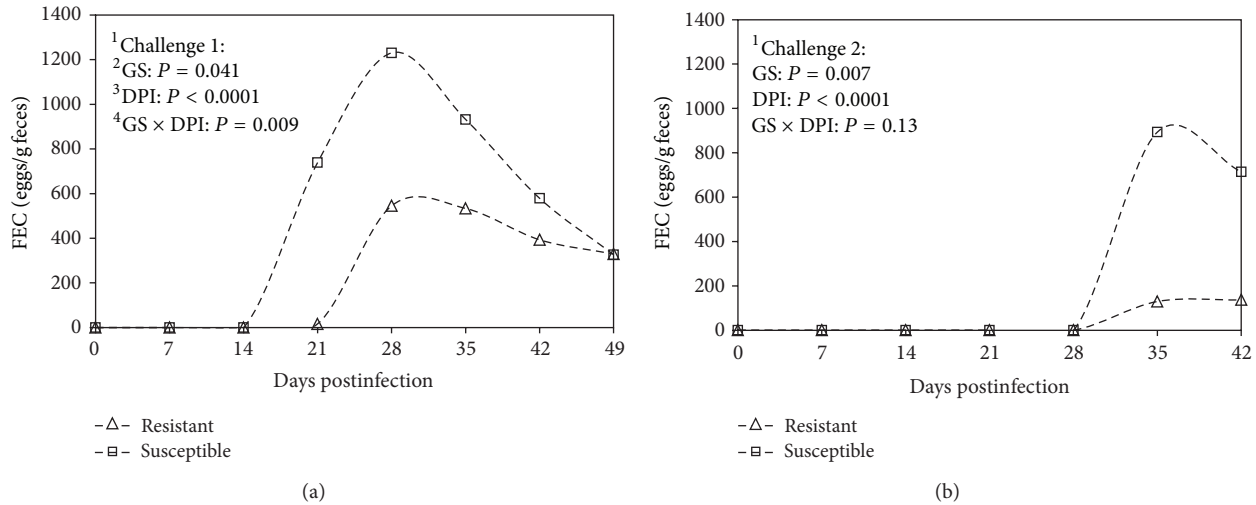 FEC (eggs/g feces)
1400
1200
1000
800
600
400
200
0
¹Challenge 1:
²GS: P = 0.041
³DPI: P < 0.0001
⁴GS × DPI: P = 0.009
0 7 14 21 28 35 42 49
Days postinfection
Resistant
Susceptible
(a)
FEC (eggs/g feces)
1400
1200
1000
800
600
400
200
0
¹Challenge 2:
GS: P = 0.007
DPI: P < 0.0001
GS × DPI: P = 0.13
0 7 14 21 28 35 42
Days postinfection
Resistant
Susceptible
(b)